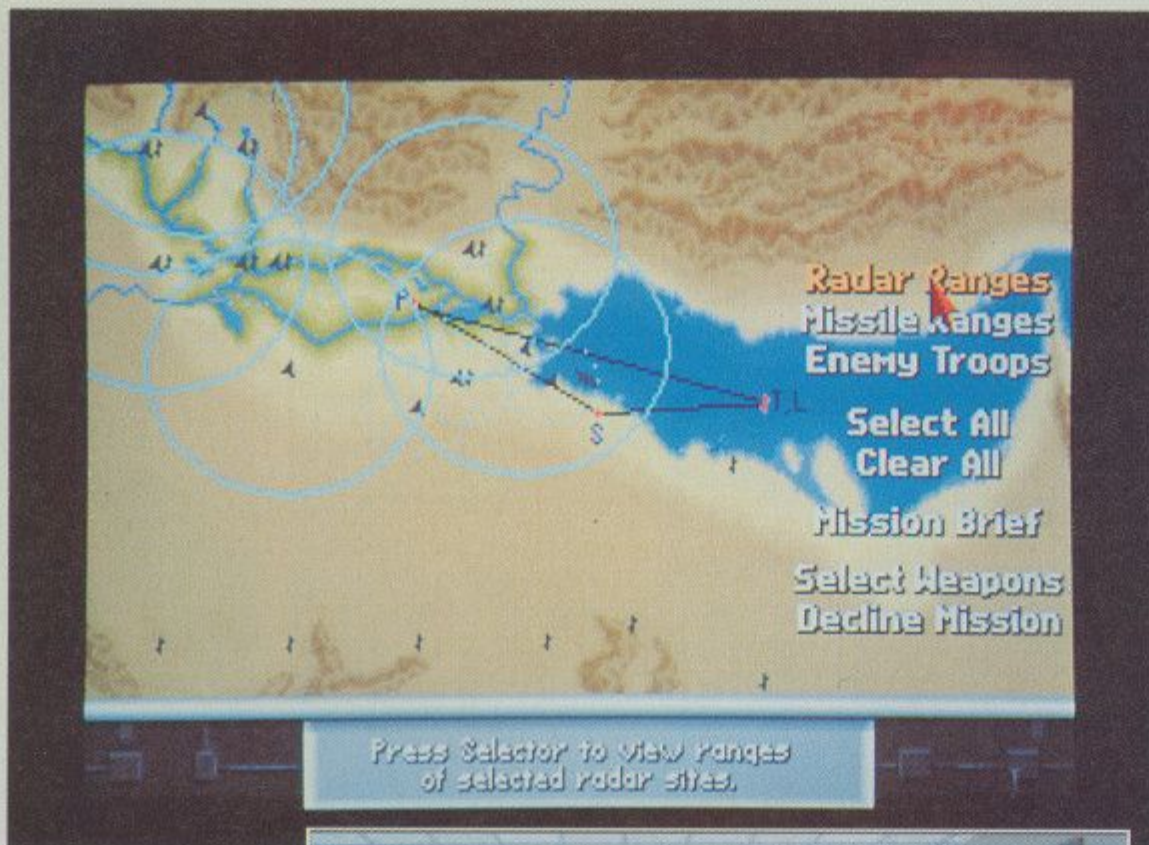 Radar Ranges
Missile Ranges
Enemy Troops
P
T,L
S
Select All
Clear All
Mission Brief
Select Weapons
Decline Mission
Press Selector to view ranges
of selected radar sites.